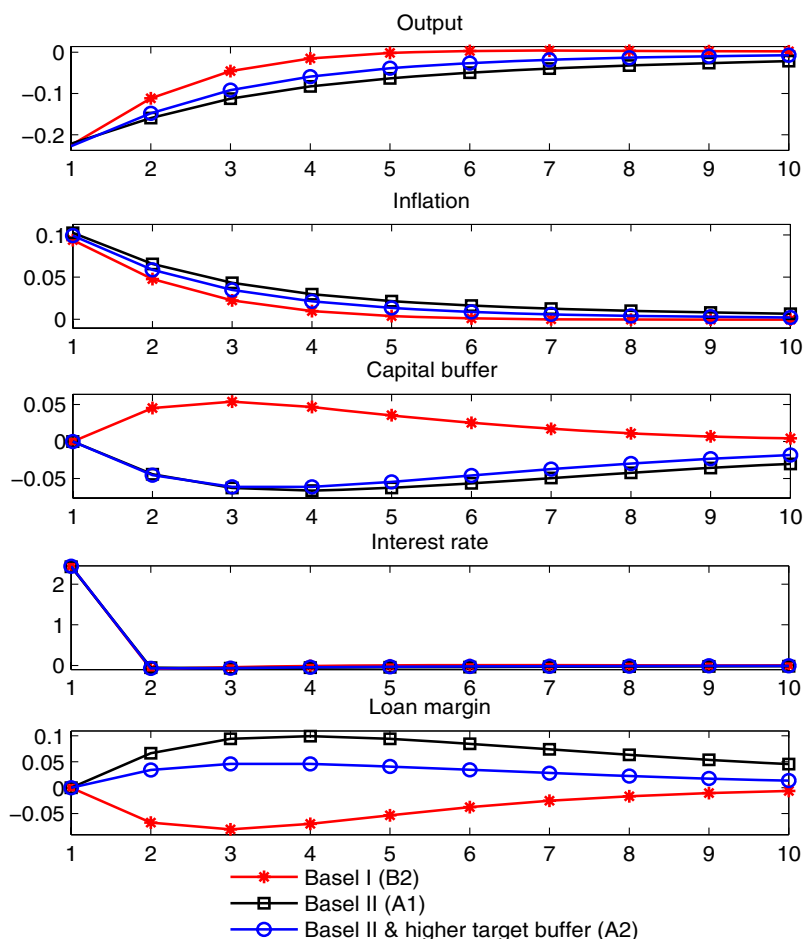 Output
0
−0.1
−0.2
1 2 3 4 5 6 7 8 9 10
Inflation
0.1
0.05
0
1 2 3 4 5 6 7 8 9 10
Capital buffer
0.05
0
−0.05
1 2 3 4 5 6 7 8 9 10
Interest rate
2
1
0
1 2 3 4 5 6 7 8 9 10
Loan margin
0.1
0.05
0
−0.05
1 2 3 4 5 6 7 8 9 10
Basel I (B2)
Basel II (A1)
Basel II & higher target buffer (A2)